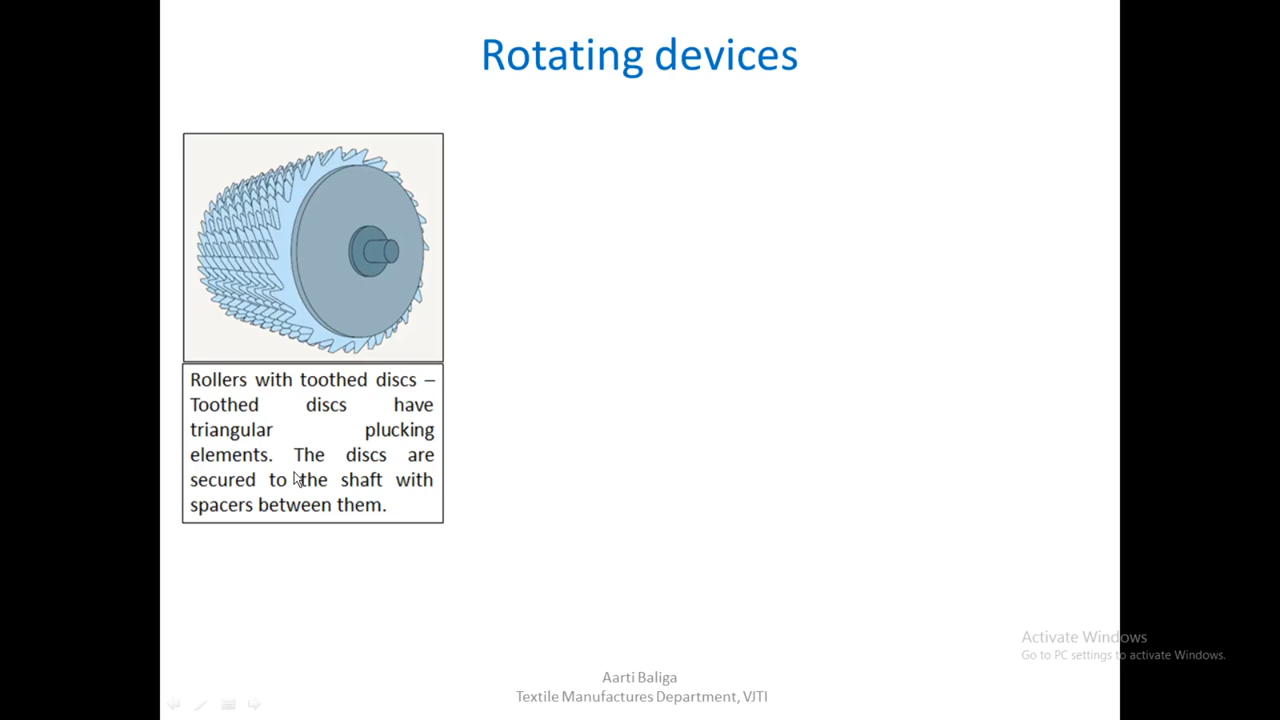 Rotating devices
Rollers with toothed discs –
Toothed discs have
triangular plucking
elements. The discs are
secured to the shaft with
spacers between them.
Activate Windows
Go to PC settings to activate Windows.
Aarti Baliga
Textile Manufactures Department, VJTI